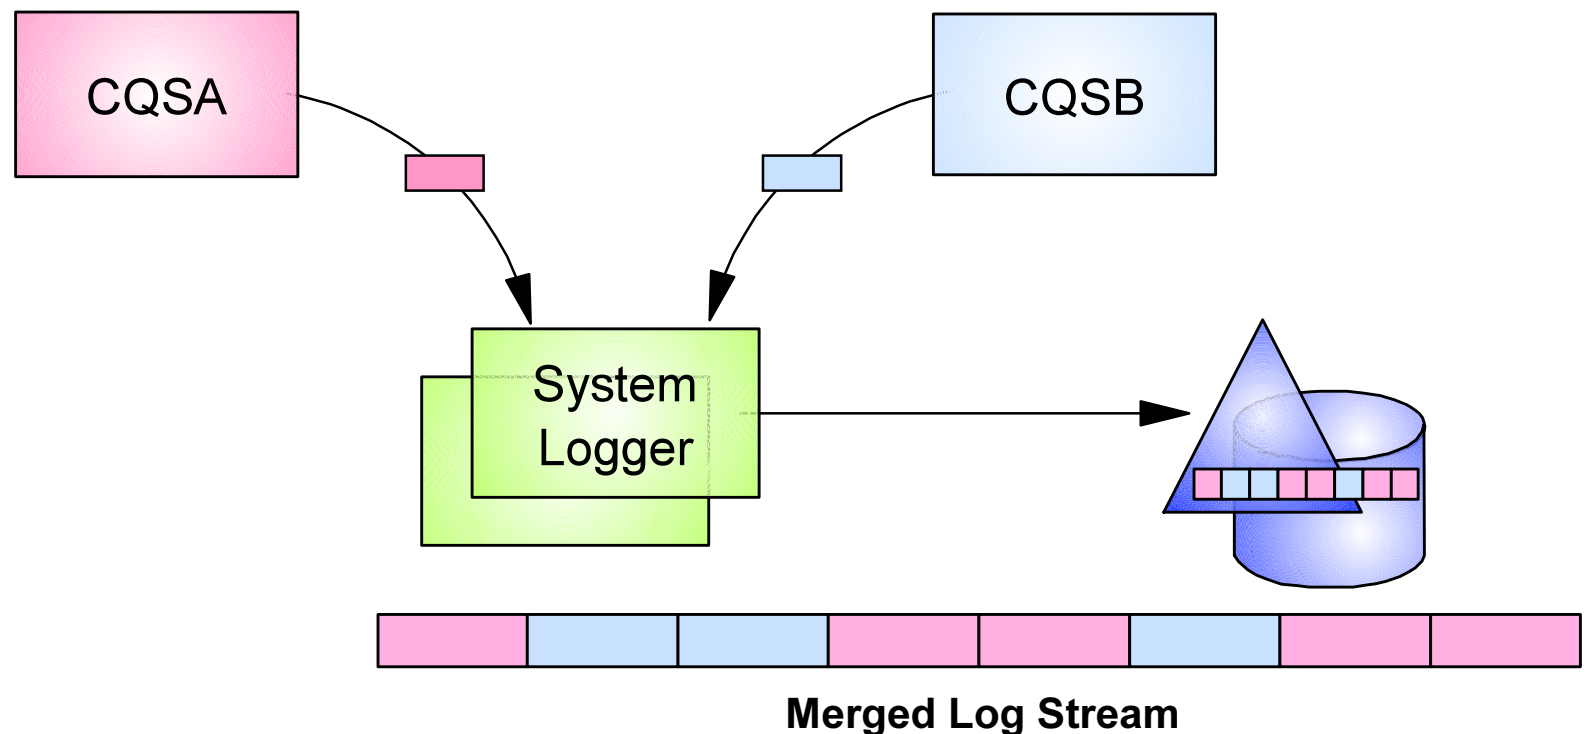 CQSA
CQSB
System
Logger
Merged Log Stream